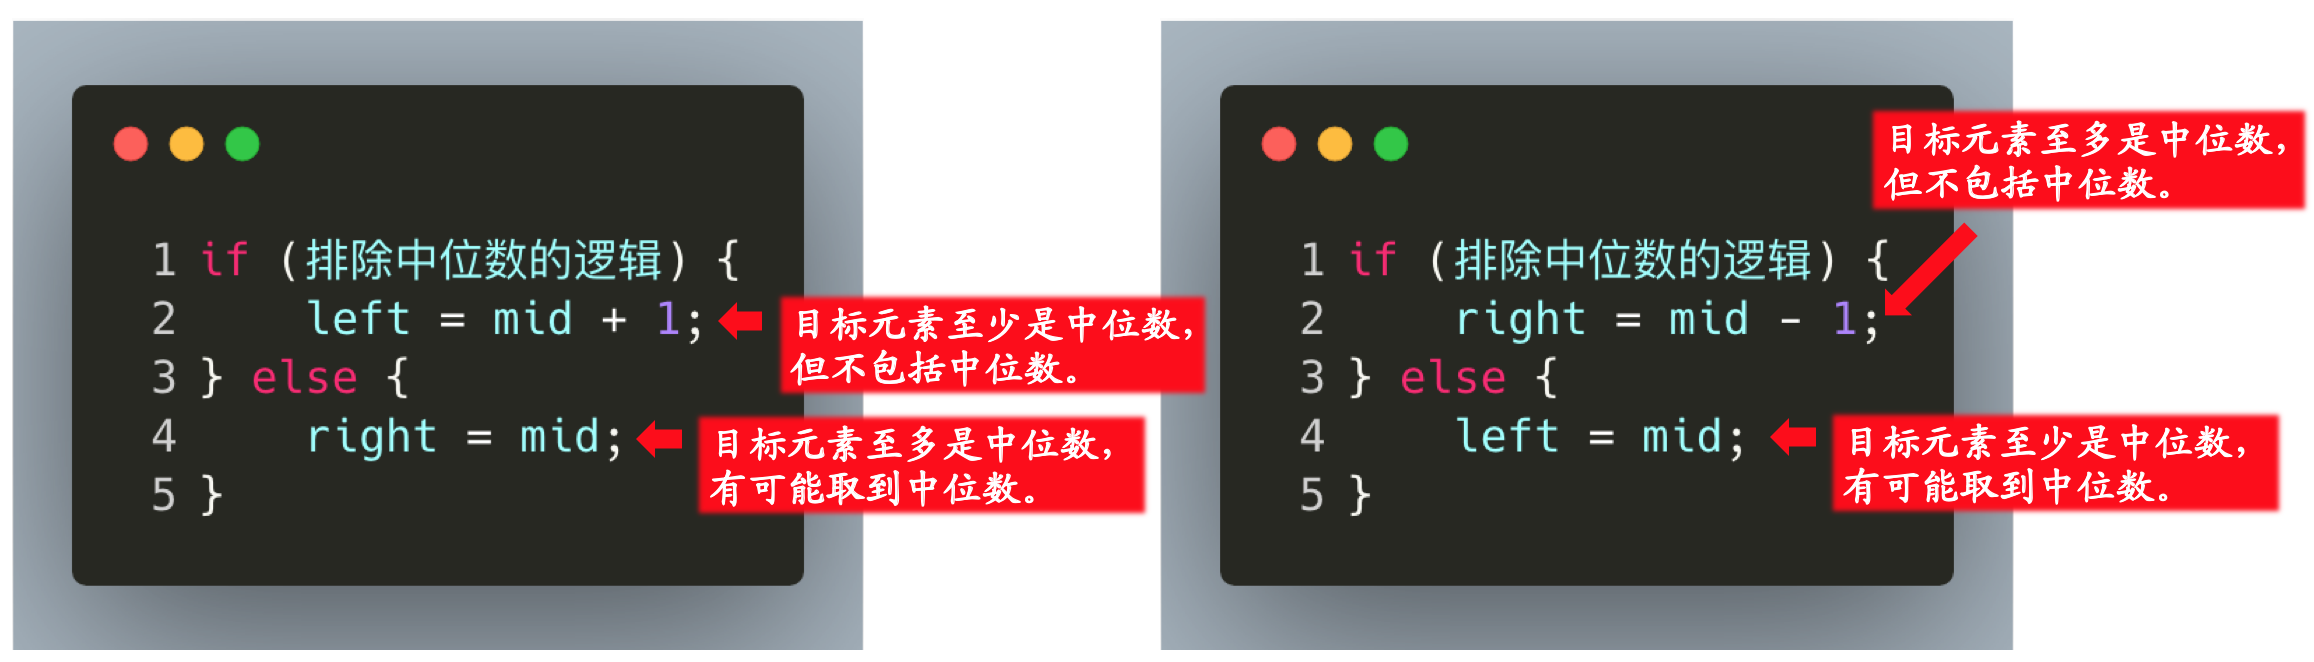 1 if (排除中位数的逻辑) {
2     left = mid + 1;
3 } else {
4     right = mid;
5 }
目标元素至少是中位数,
但不包括中位数。
目标元素至多是中位数,
有可能取到中位数。
1 if (排除中位数的逻辑) {
2     right = mid - 1;
3 } else {
4     left = mid;
5 }
目标元素至多是中位数,
但不包括中位数。
目标元素至少是中位数,
有可能取到中位数。